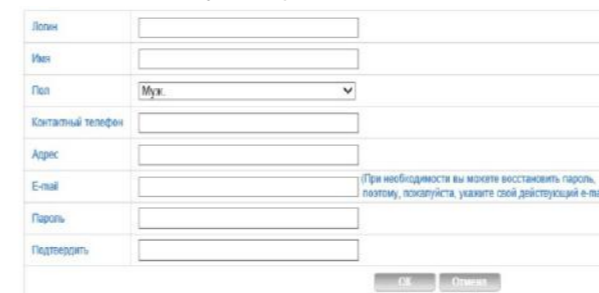 Логин
Имя
Пол Муж.
Контактный телефон
Адрес
E-mail (При необходимости вы можете восстановить пароль,
поэтому, пожалуйста, укажите свой действующий e-ma
Пароль
Подтвердить
OK Отмена